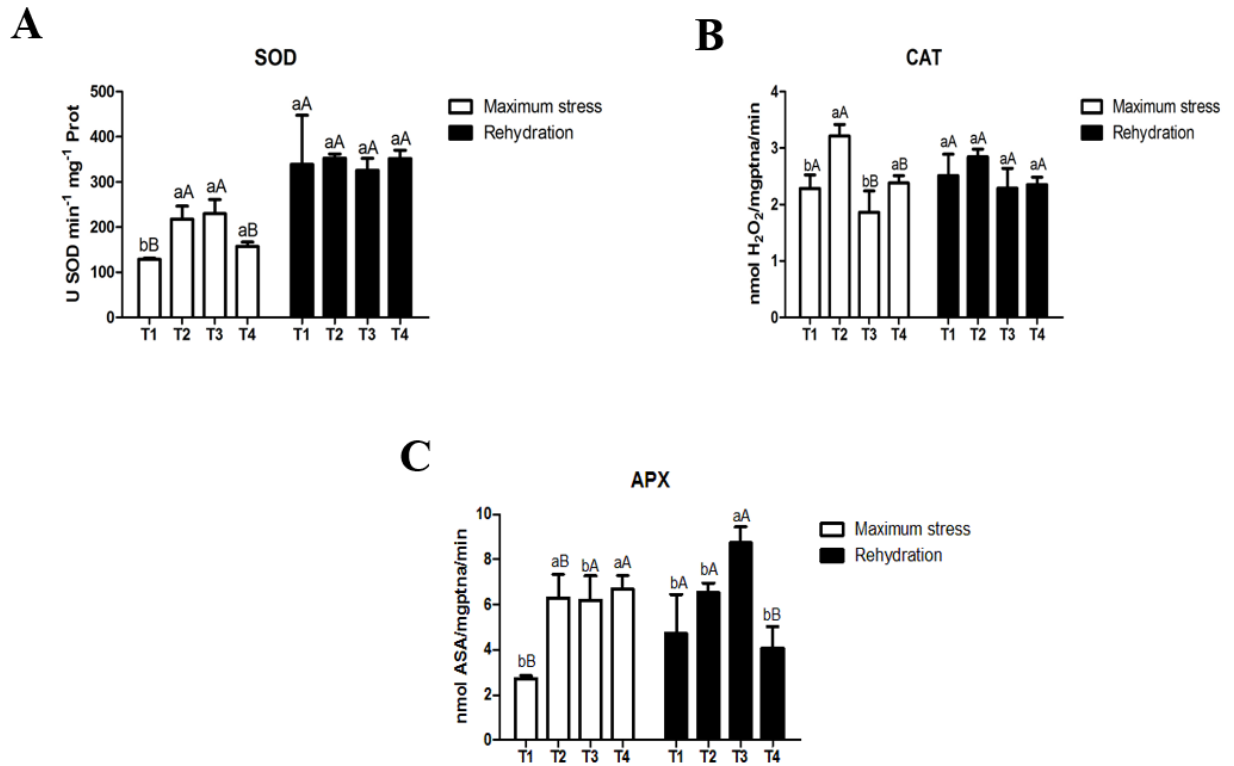 A
SOD
U SOD min⁻¹ mg⁻¹ Prot
500
400
300
200
100
0
bB
aA
aA
aB
aA
aA
aA
aA
T1 T2 T3 T4 T1 T2 T3 T4
Maximum stress
Rehydration
B
CAT
nmol H₂O₂/mgptna/min
4
3
2
1
0
bA
aA
bB
aB
aA
aA
aA
aA
T1 T2 T3 T4 T1 T2 T3 T4
Maximum stress
Rehydration
C
APX
nmol ASA/mgptna/min
10
8
6
4
2
0
bB
aB
bA
aA
bA
bA
aA
bB
T1 T2 T3 T4 T1 T2 T3 T4
Maximum stress
Rehydration